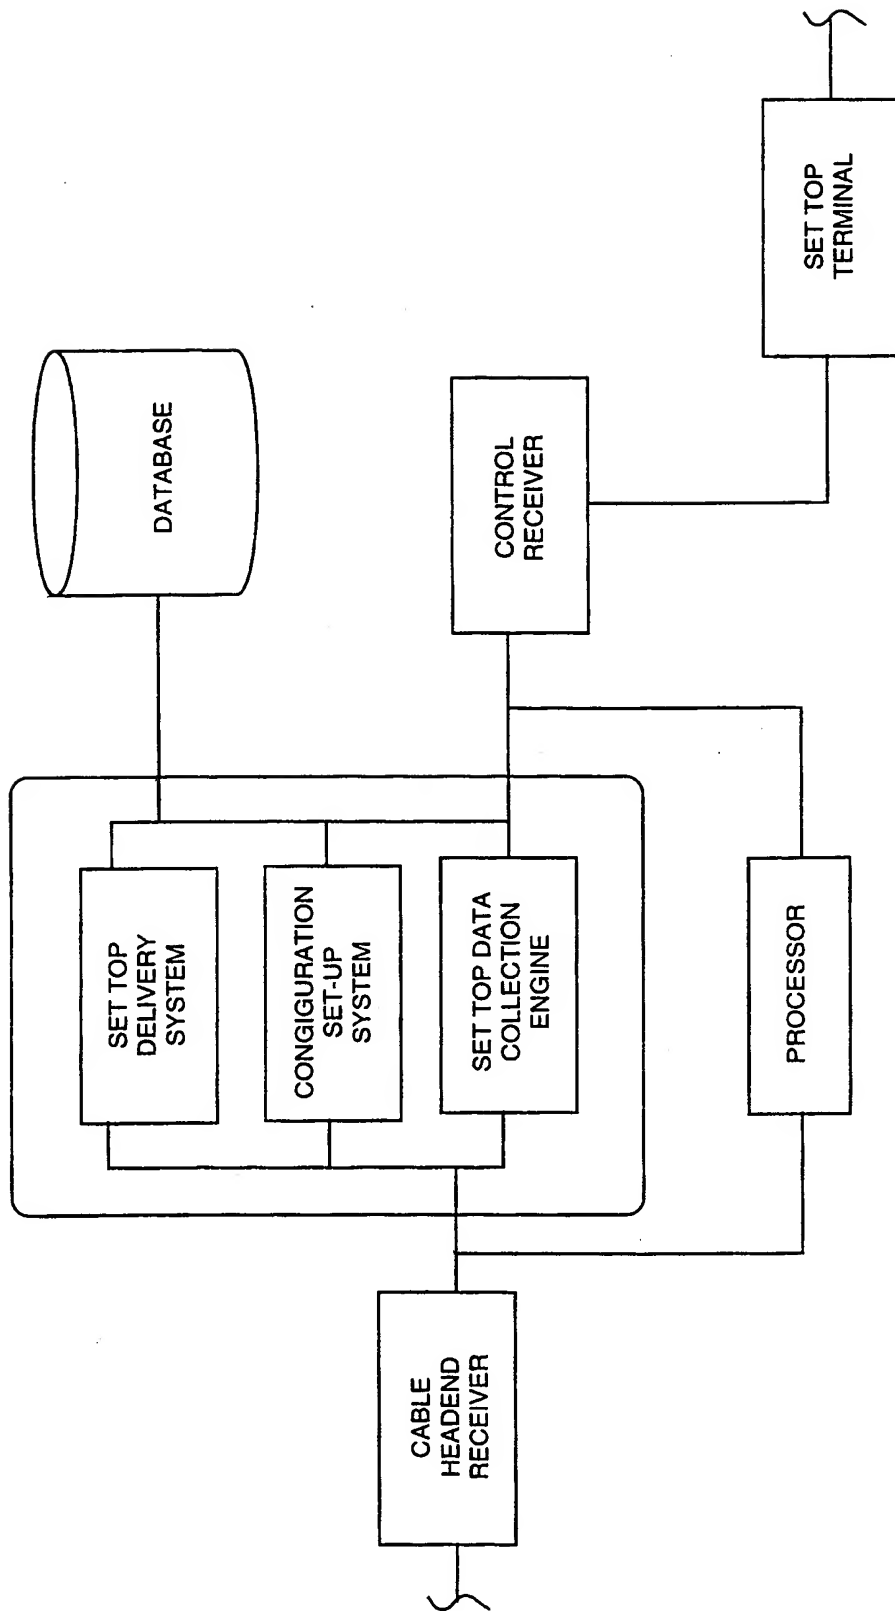 CABLE
HEADEND
RECEIVER
SET TOP
DELIVERY
SYSTEM
CONGIGURATION
SET-UP
SYSTEM
SET TOP DATA
COLLECTION
ENGINE
PROCESSOR
DATABASE
CONTROL
RECEIVER
SET TOP
TERMINAL